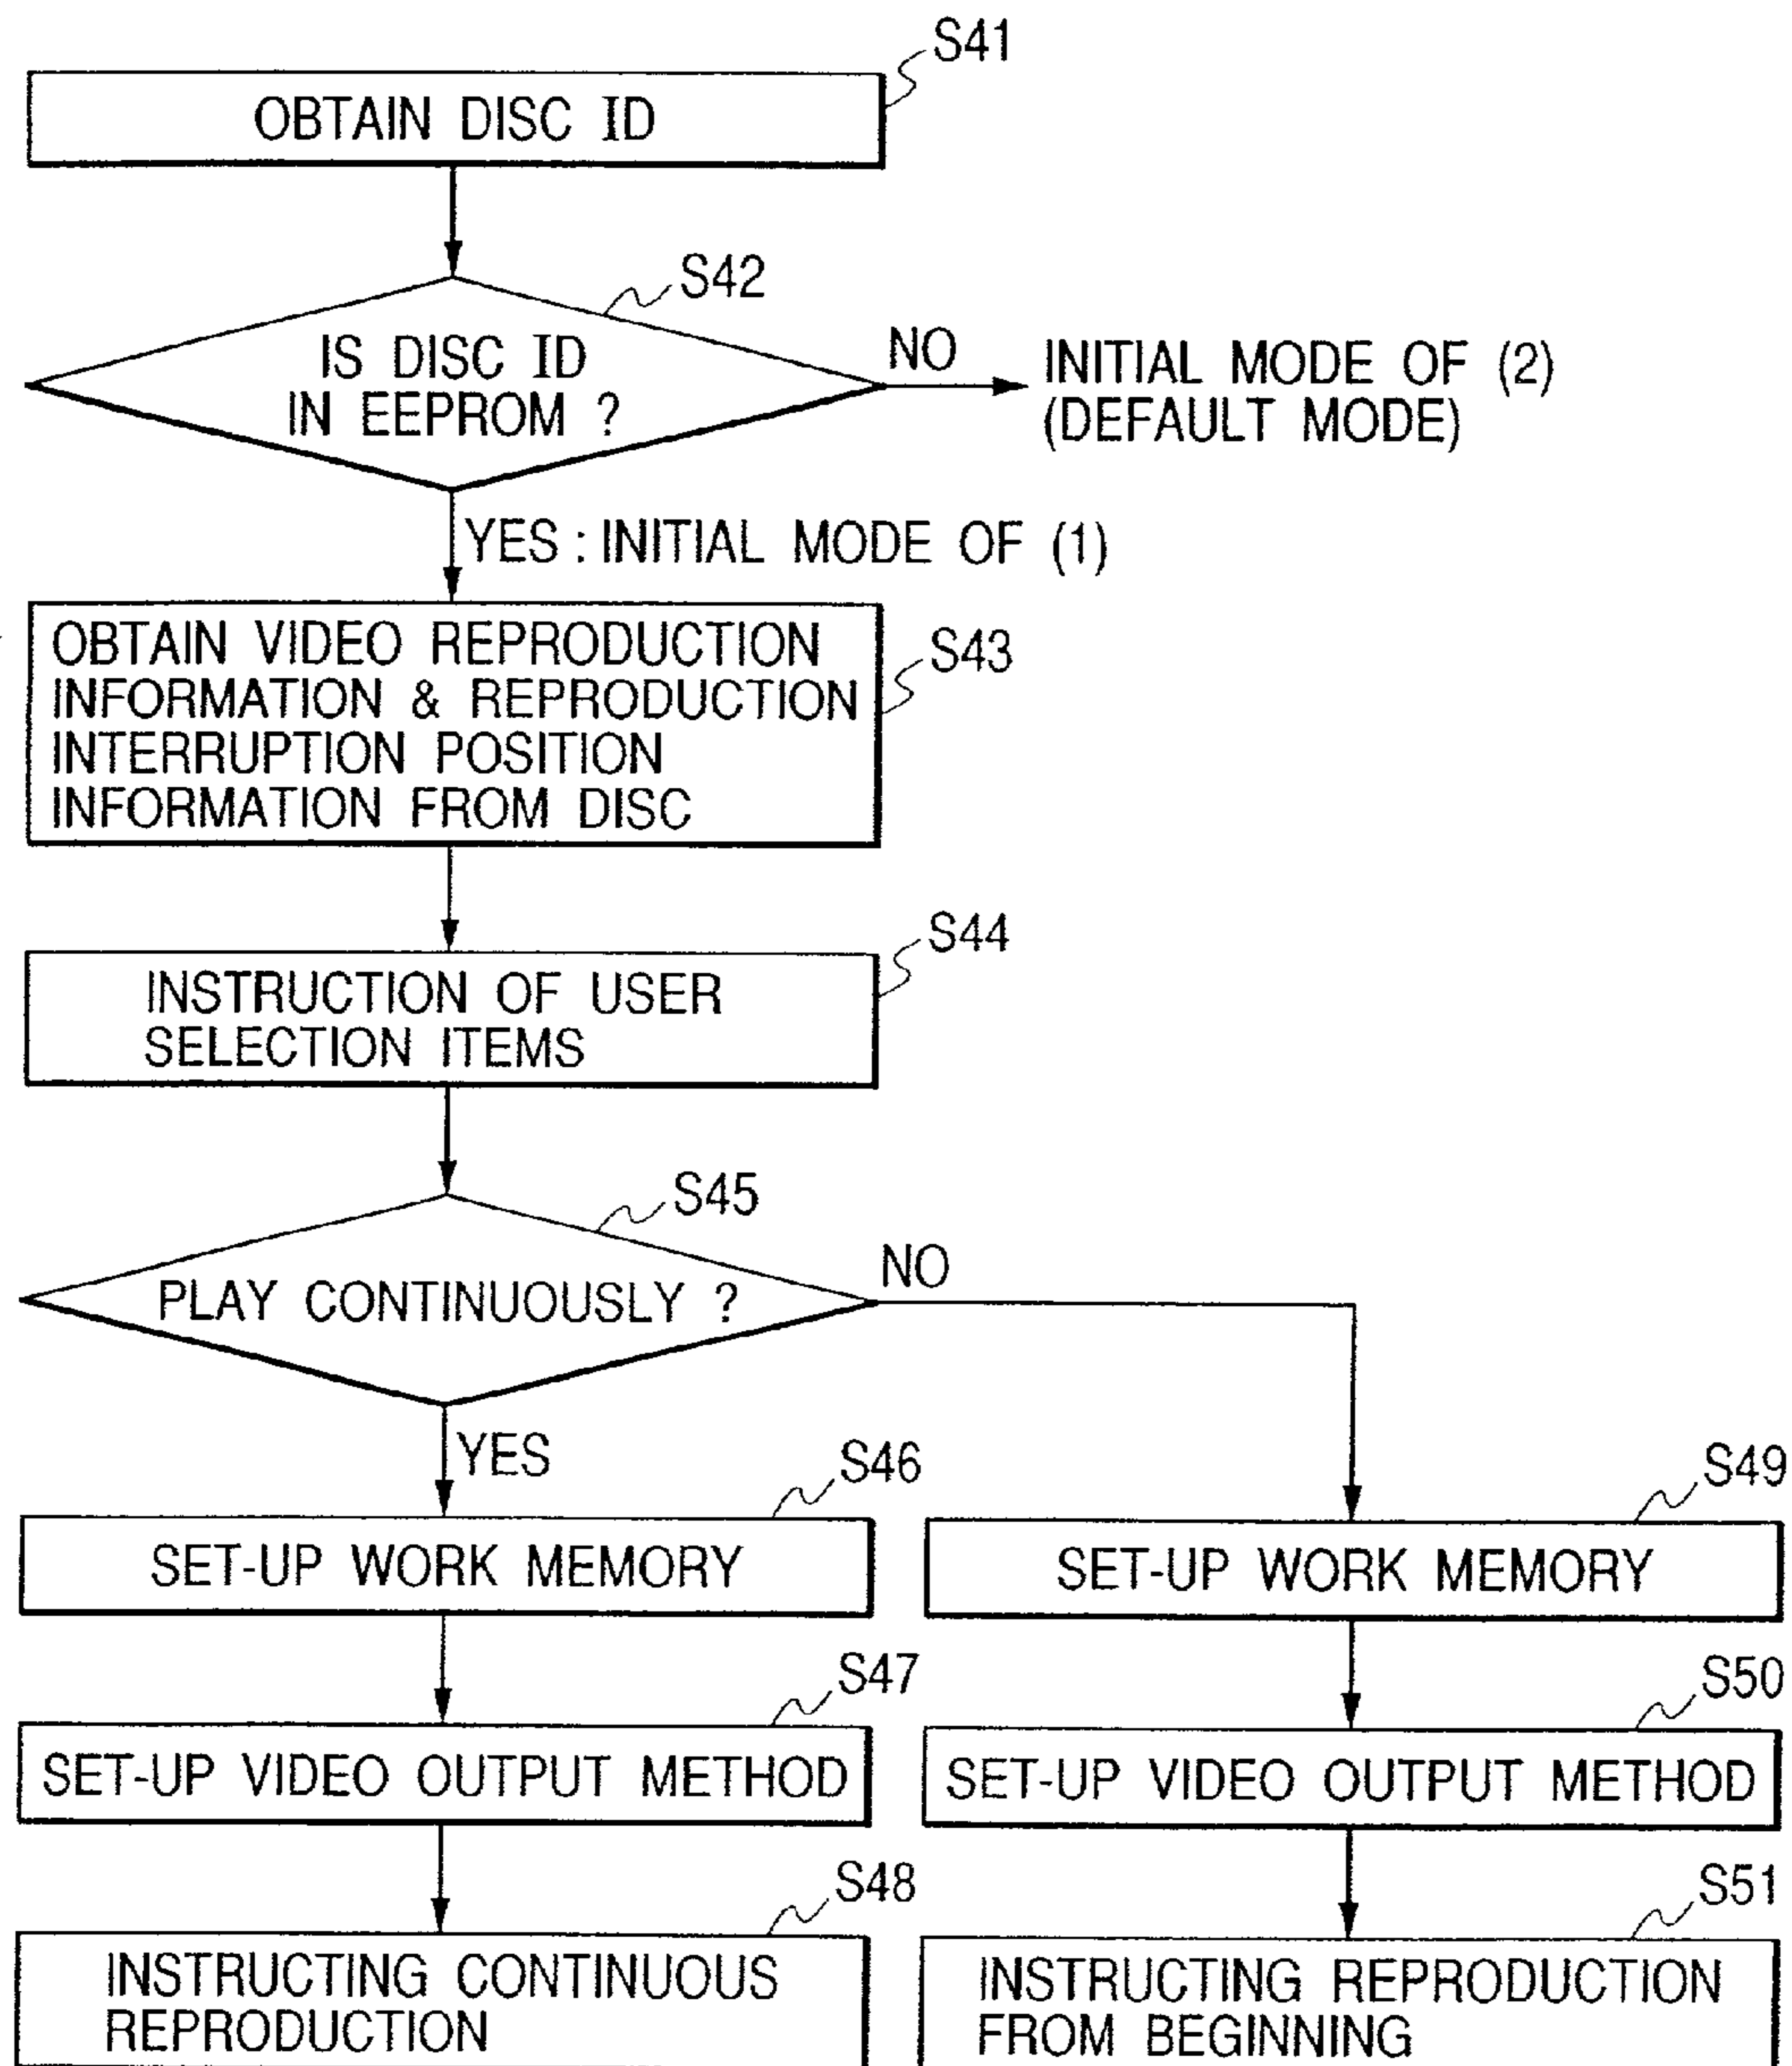 S41
OBTAIN DISC ID
S42
IS DISC ID
IN EEPROM ?
NO
INITIAL MODE OF (2)
(DEFAULT MODE)
YES : INITIAL MODE OF (1)
OBTAIN VIDEO REPRODUCTION
INFORMATION & REPRODUCTION
INTERRUPTION POSITION
INFORMATION FROM DISC
S43
S44
INSTRUCTION OF USER
SELECTION ITEMS
S45
PLAY CONTINUOUSLY ?
NO
YES
S46
SET-UP WORK MEMORY
S49
SET-UP WORK MEMORY
S47
SET-UP VIDEO OUTPUT METHOD
S50
SET-UP VIDEO OUTPUT METHOD
S48
INSTRUCTING CONTINUOUS
REPRODUCTION
S51
INSTRUCTING REPRODUCTION
FROM BEGINNING